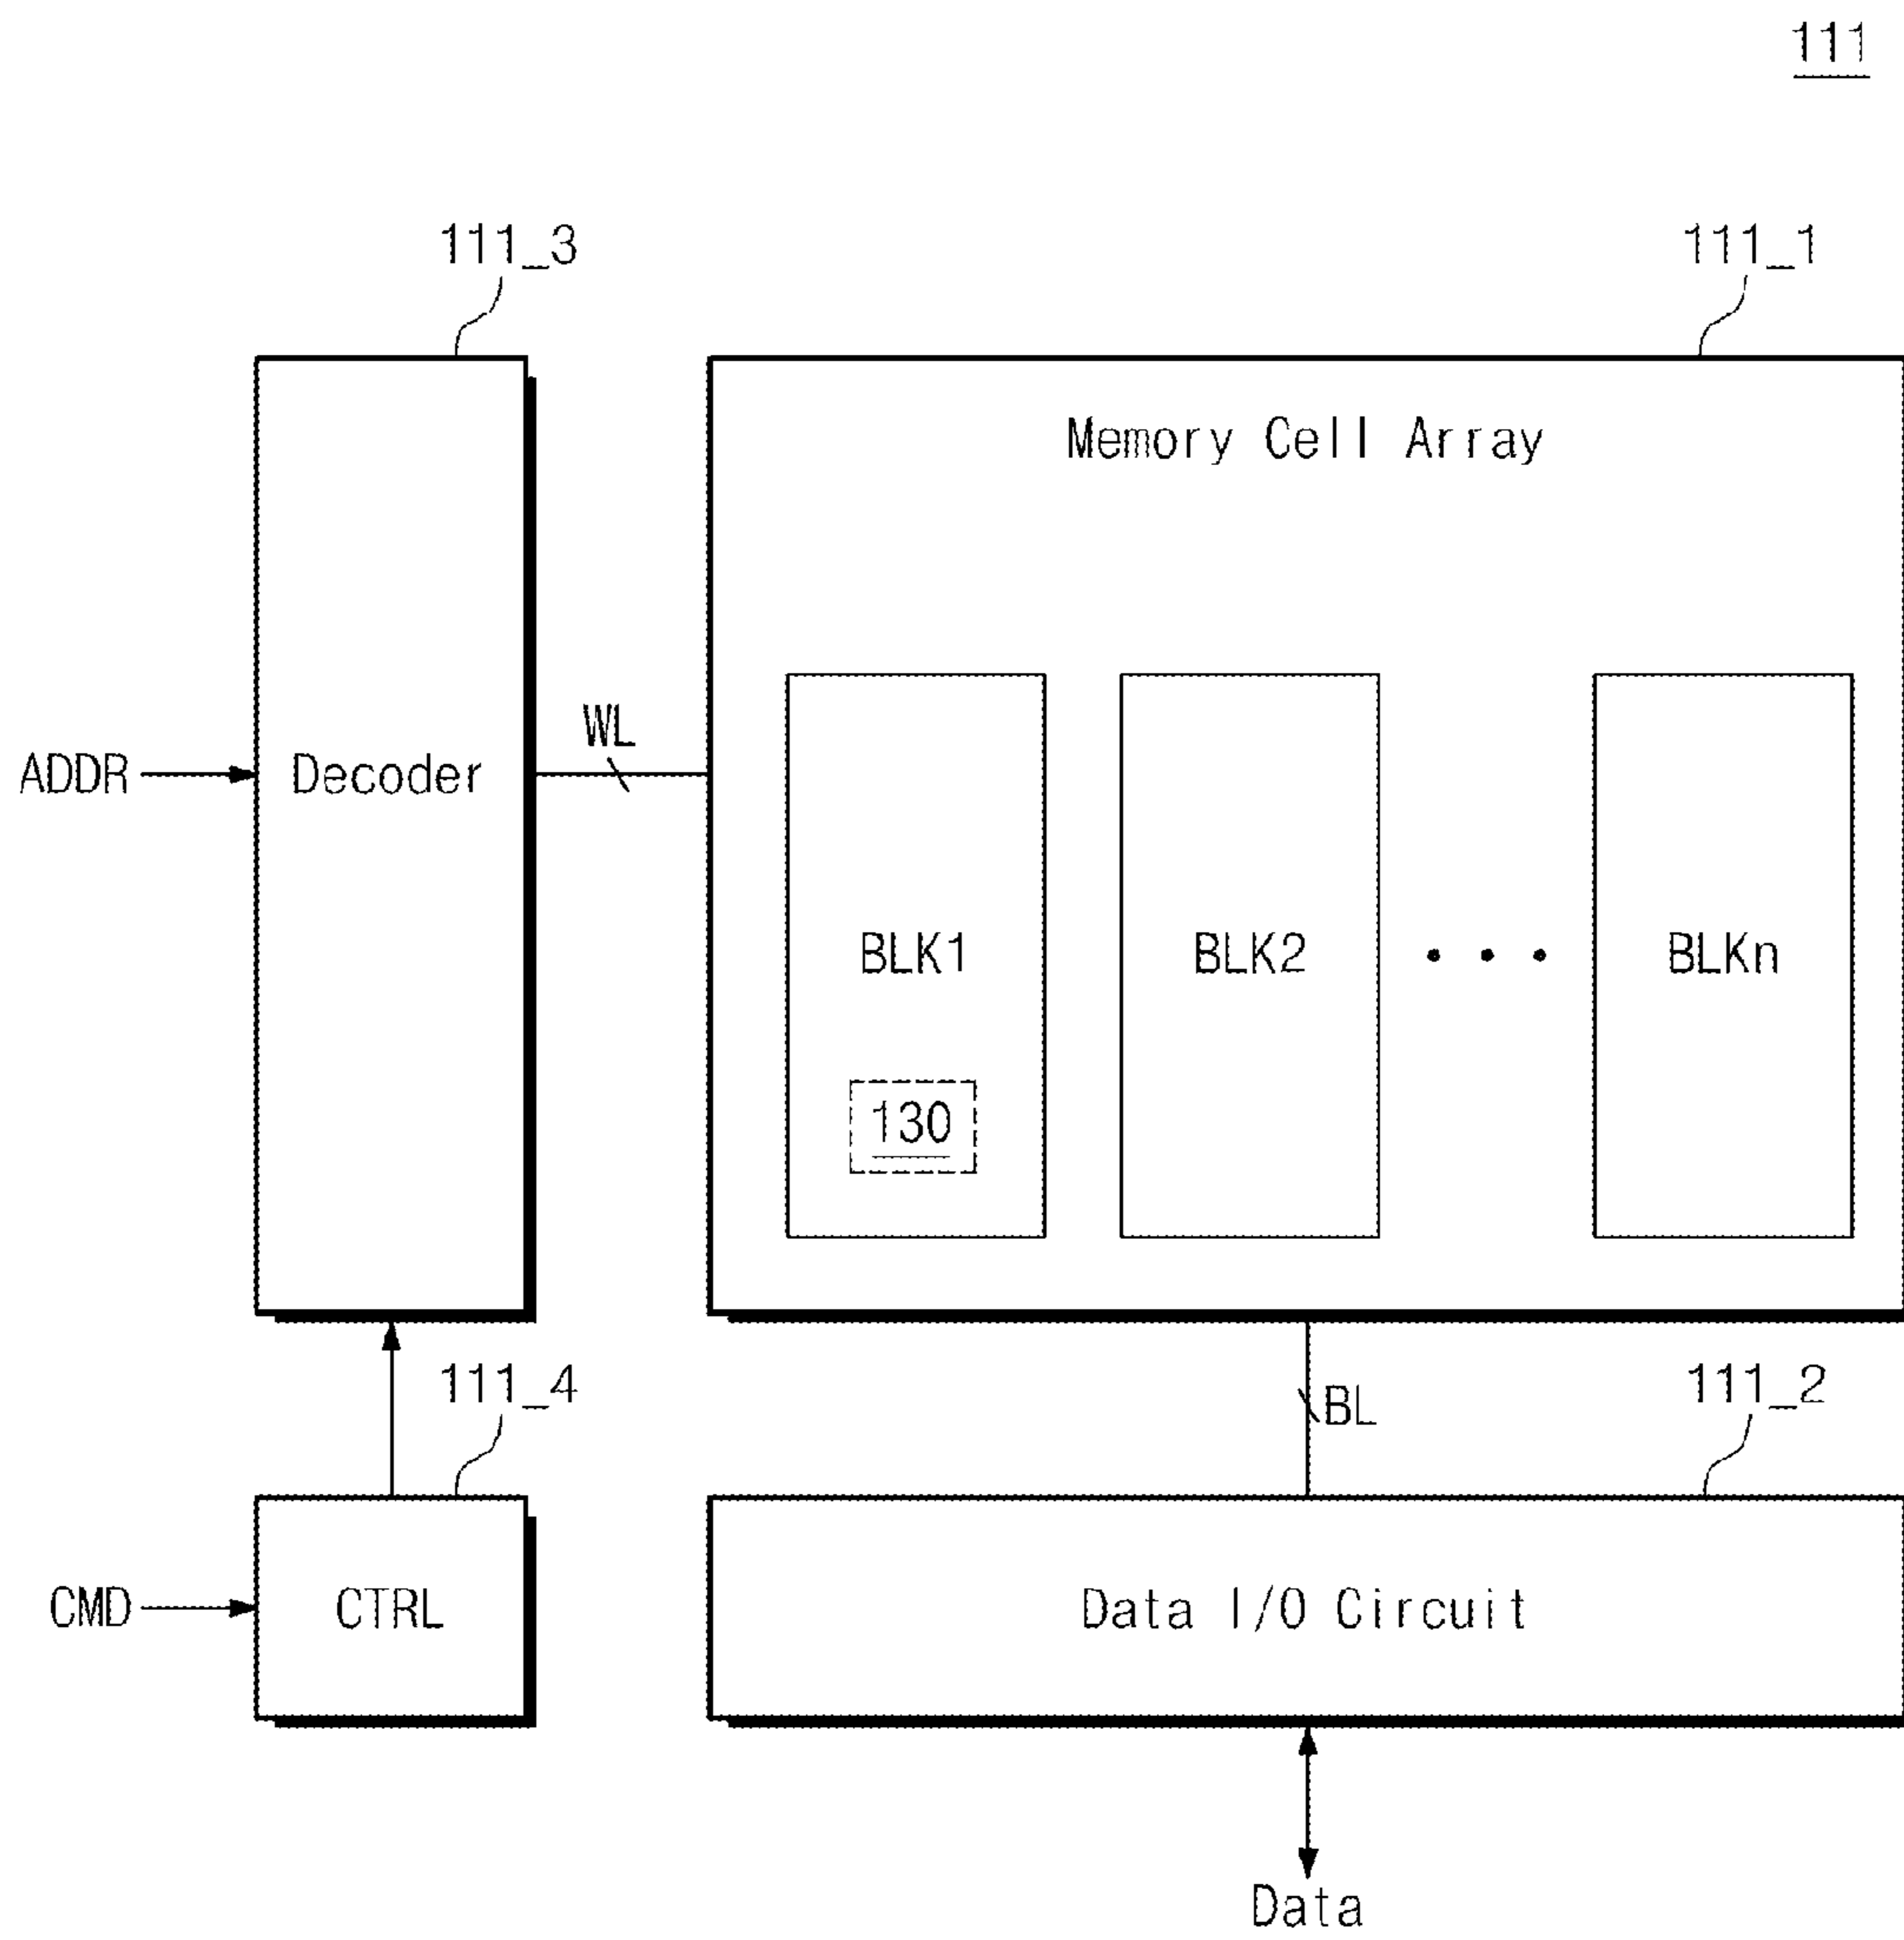 111
111_3
111_1
Memory Cell Array
ADDR
Decoder
WL
BLK1
BLK2
• • •
BLKn
130
111_4
BL
111_2
CMD
CTRL
Data I/O Circuit
Data